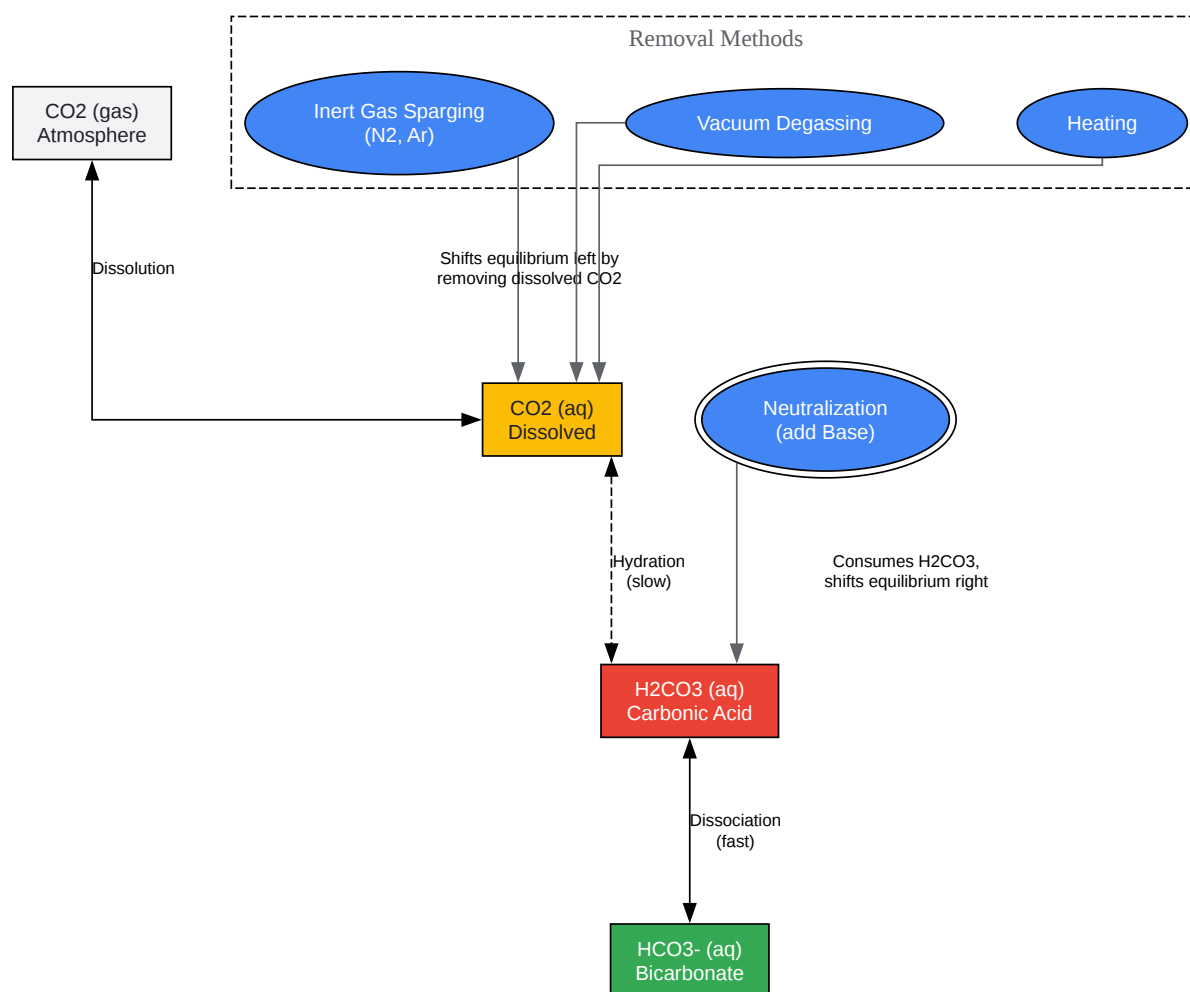 Removal Methods
CO2 (gas)
Atmosphere
Inert Gas Sparging
(N2, Ar)
Vacuum Degassing
Heating
Dissolution
Shifts equilibrium left by
removing dissolved CO2
CO2 (aq)
Dissolved
Neutralization
(add Base)
Hydration
(slow)
Consumes H2CO3,
shifts equilibrium right
H2CO3 (aq)
Carbonic Acid
Dissociation
(fast)
HCO3- (aq)
Bicarbonate